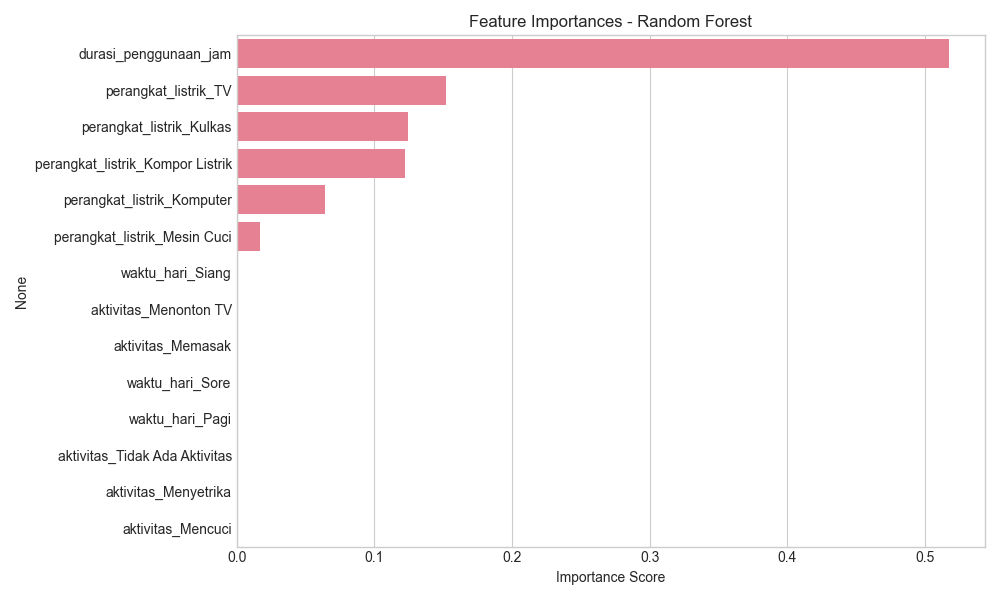 Feature Importances - Random Forest
durasi_penggunaan_jam
perangkat_listrik_TV
perangkat_listrik_Kulkas
perangkat_listrik_Kompor Listrik
perangkat_listrik_Komputer
perangkat_listrik_Mesin Cuci
waktu_hari_Siang
aktivitas_Menonton TV
aktivitas_Memasak
waktu_hari_Sore
waktu_hari_Pagi
aktivitas_Tidak Ada Aktivitas
aktivitas_Menyetrika
aktivitas_Mencuci
None
0.0 0.1 0.2 0.3 0.4 0.5
Importance Score